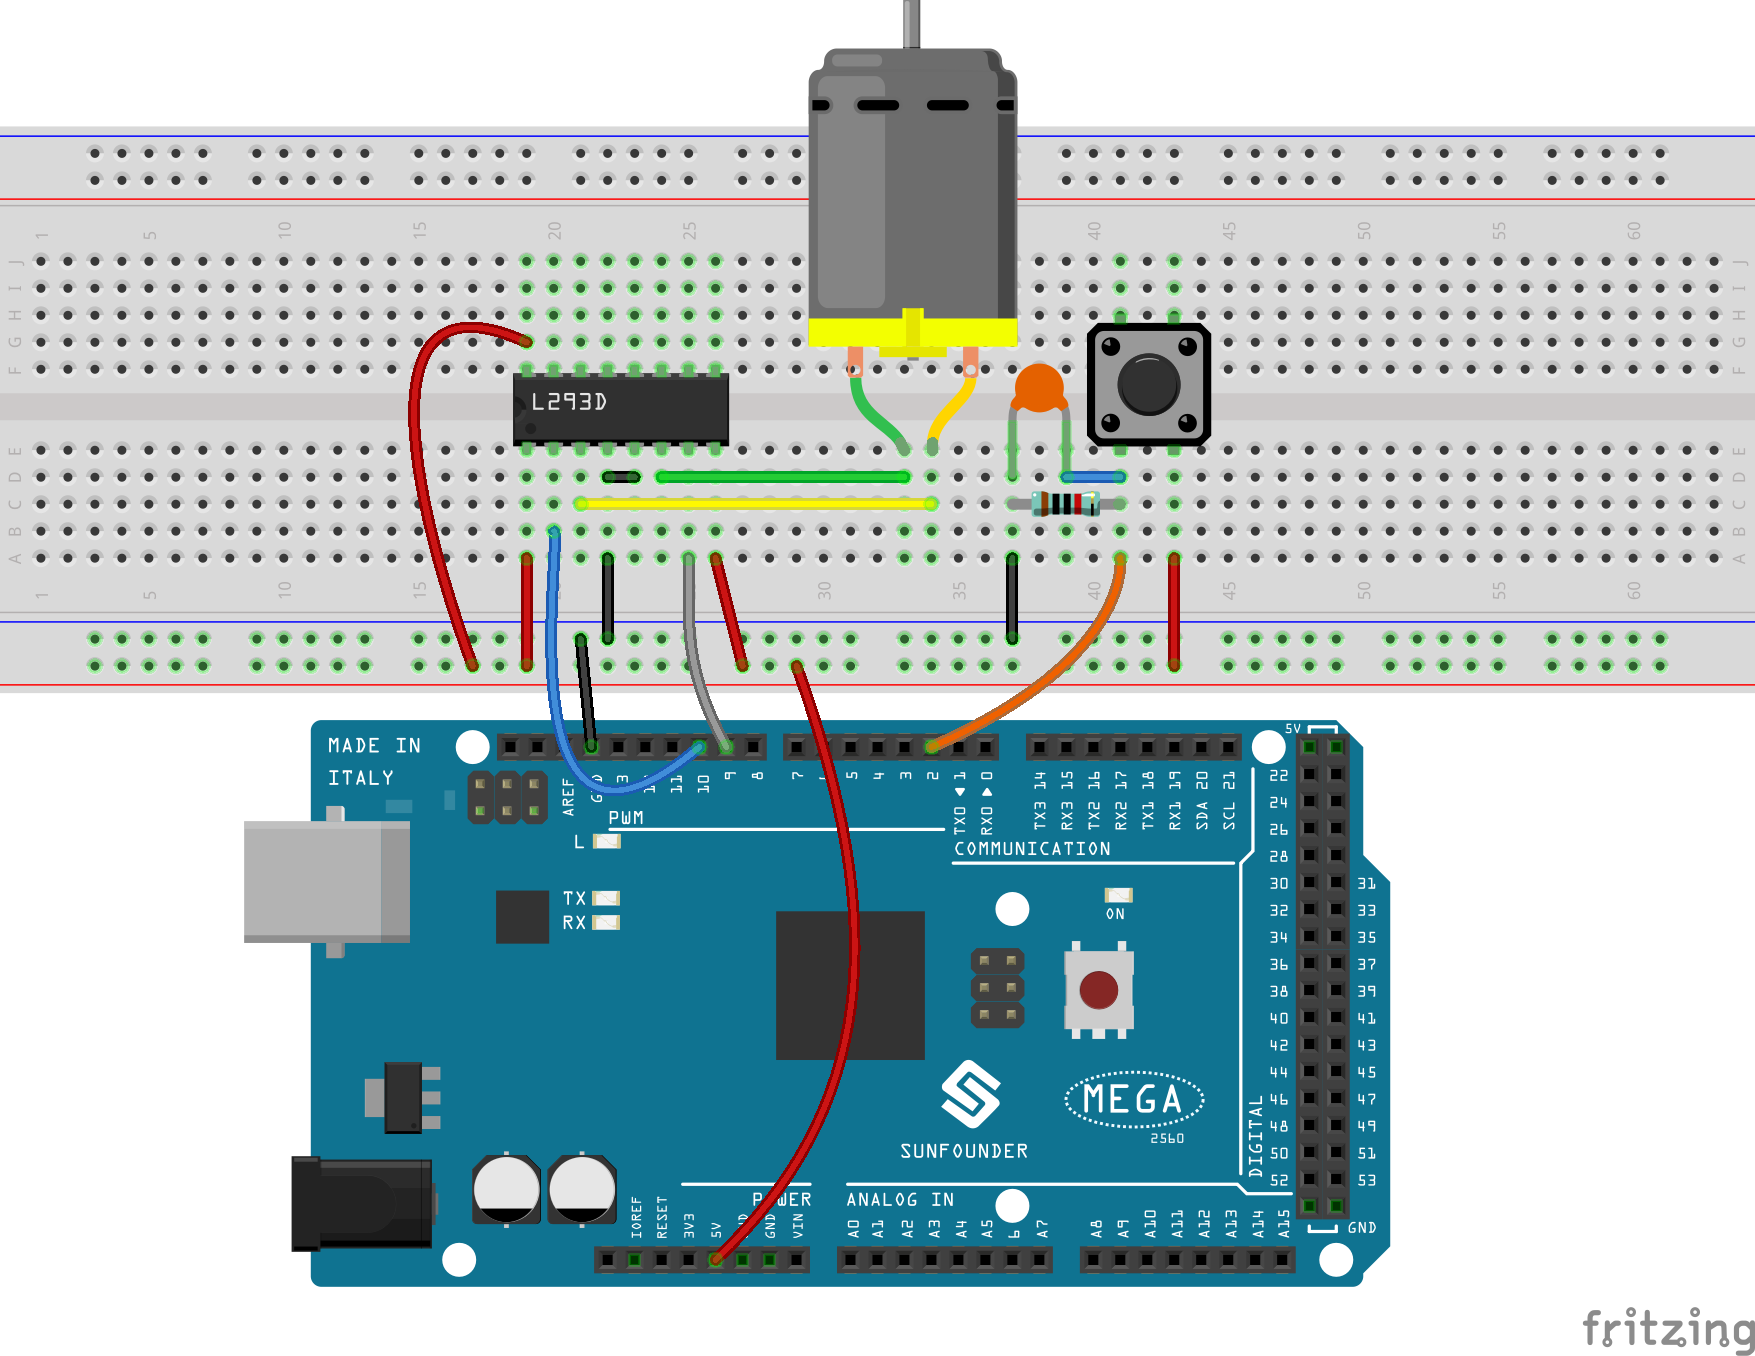 1 5 10 15 20 25 40 45 50 55 60
J J
I I
H H
G G
F F
L293D
E E
D D
C C
B B
A A
1 5 10 15 30 35 40 45 50 55 60
MADE IN
ITALY
5V
AREF 11 10 9 8 7 5 4 3 2 TX0 1 RX0 0 TX3 14 RX3 15 TX2 16 RX2 17 TX1 18 RX1 19 SDA 20 SCL 21
PWM
COMMUNICATION
L
TX
RX
ON
22
24
26
28
30 31
32 33
34 35
36 37
38 39
40 41
42 43
44 45
46 47
48 49
50 51
52 53
DIGITAL
GND
MEGA
2560
SUNFOUNDER
POWER
ANALOG IN
IOREF RESET 3V3 5V GND VIN A0 A1 A2 A3 A4 A5 A7 A8 A9 A10 A11 A12 A13 A14 A15
fritzing